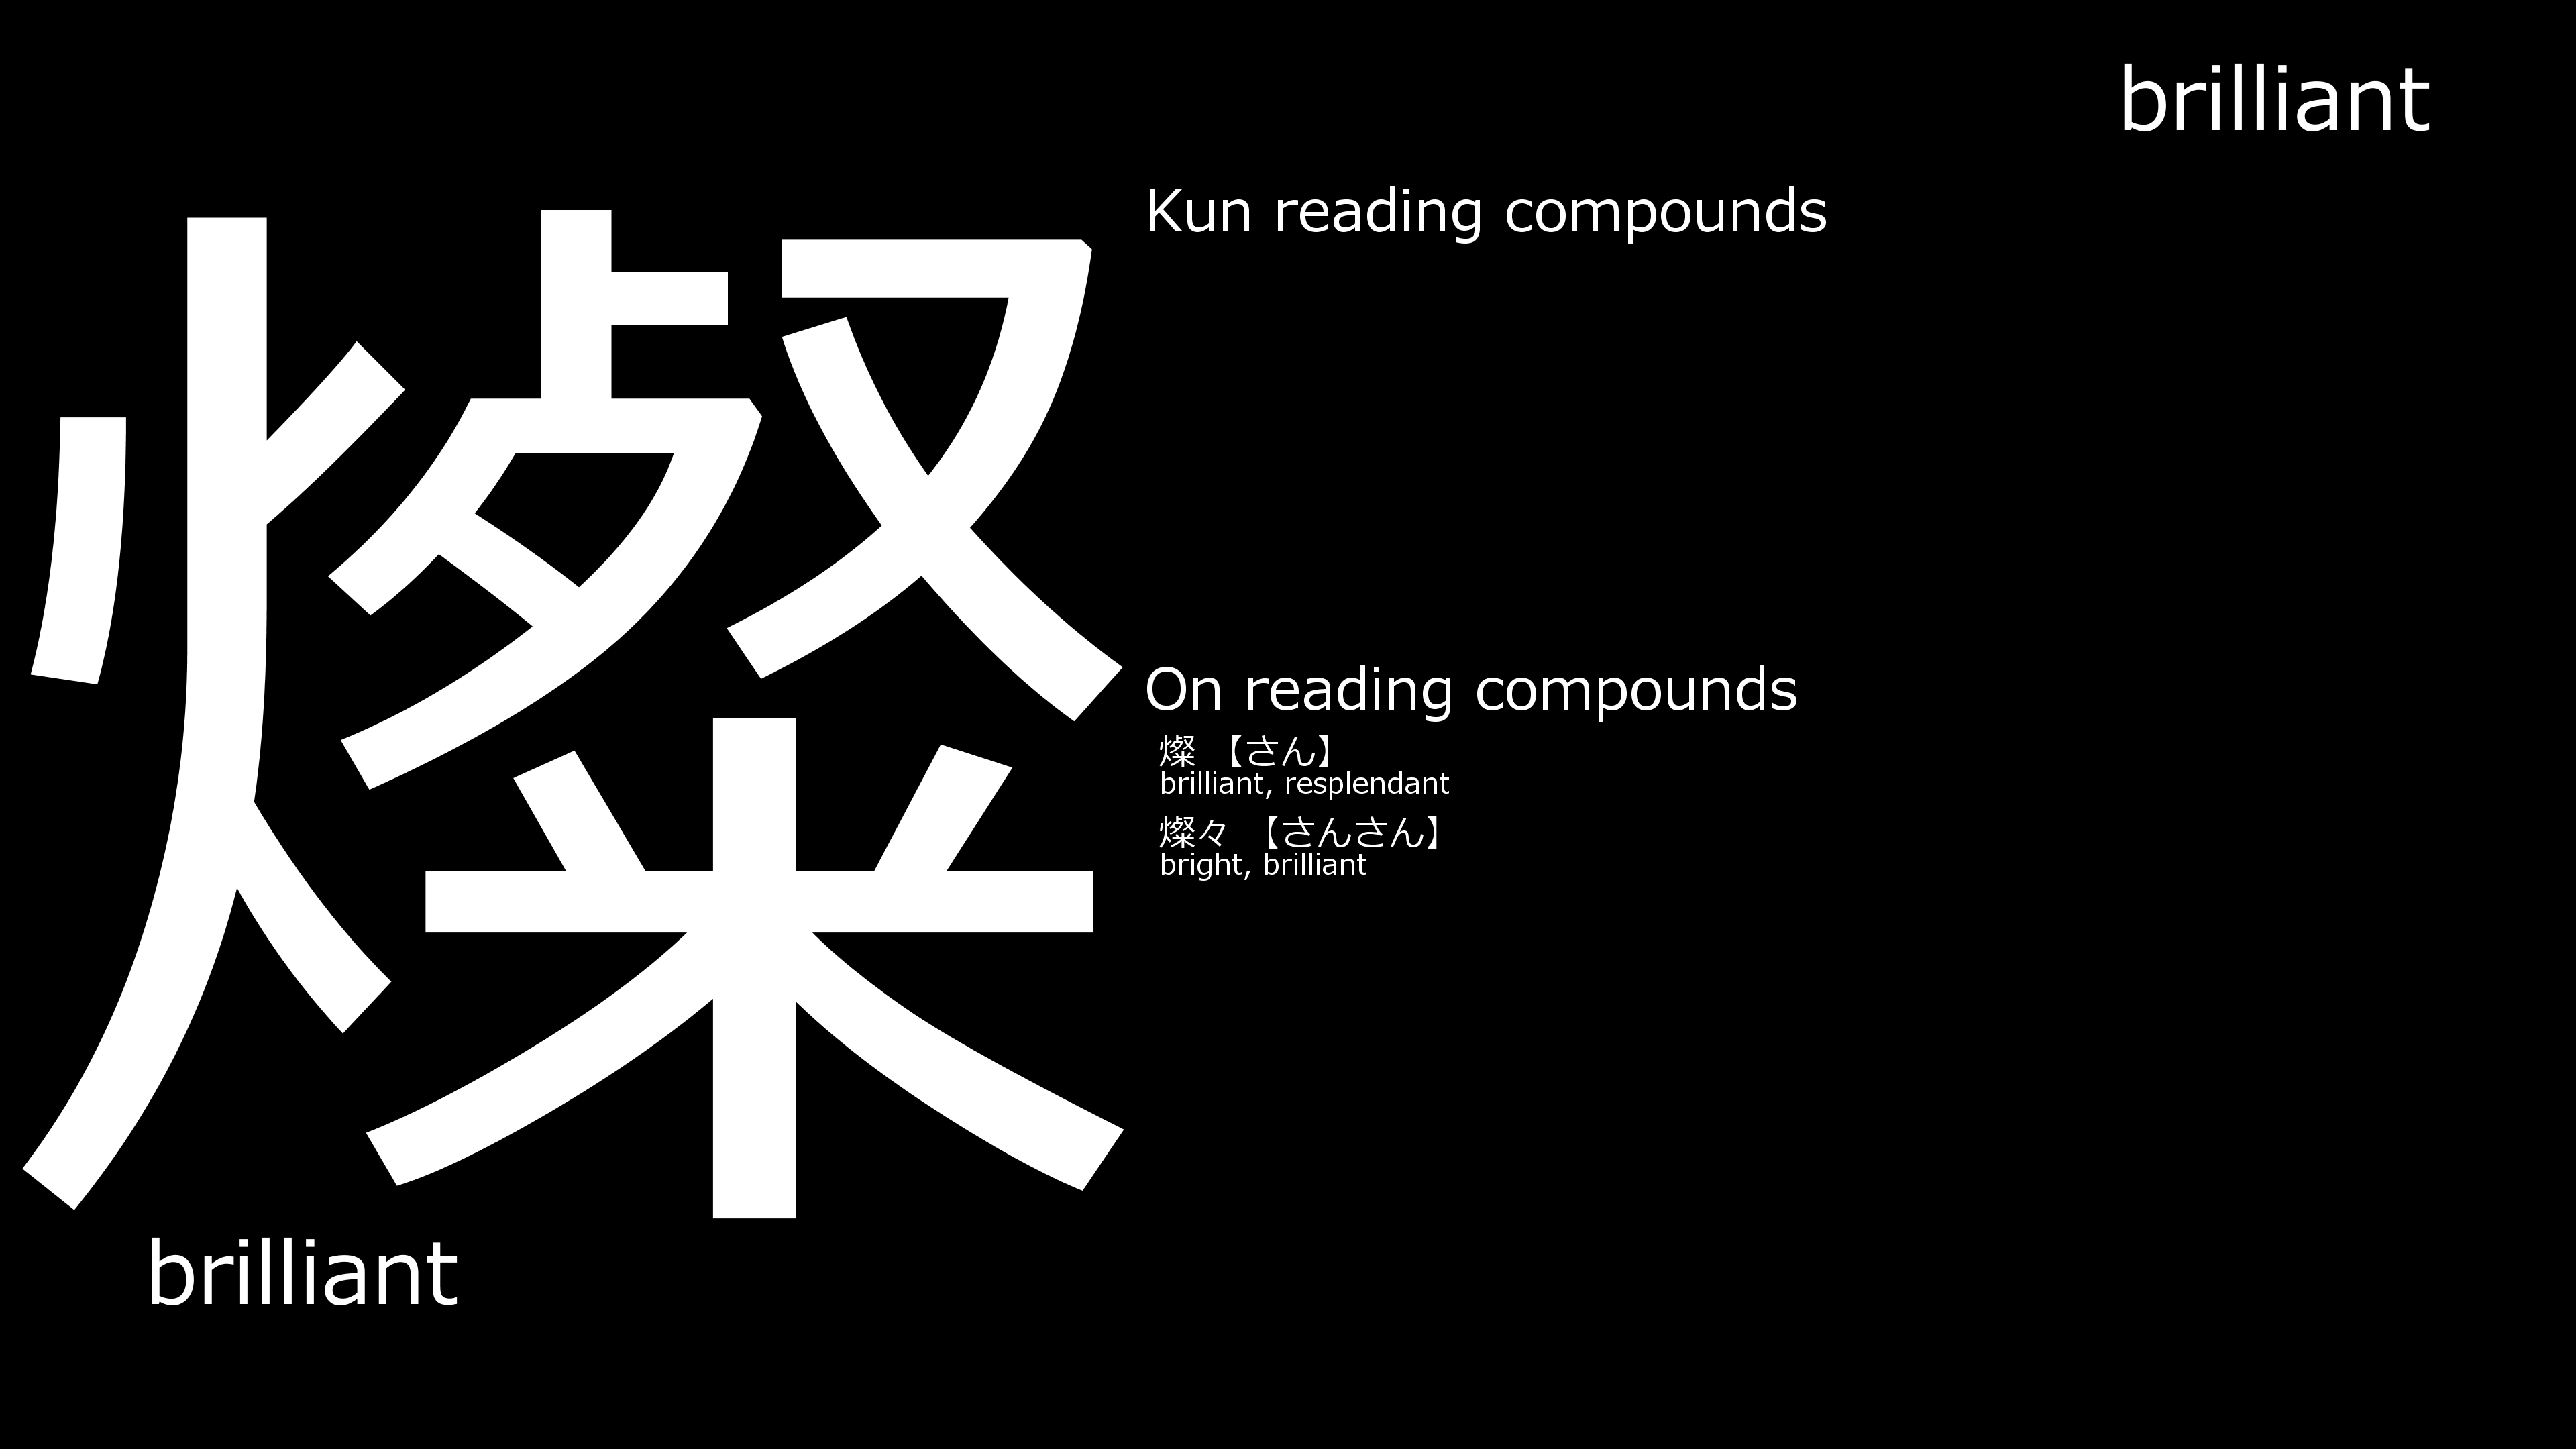 brilliant
燦
Kun reading compounds
On reading compounds
燦 【さん】
brilliant, resplendant
燦々 【さんさん】
bright, brilliant
brilliant